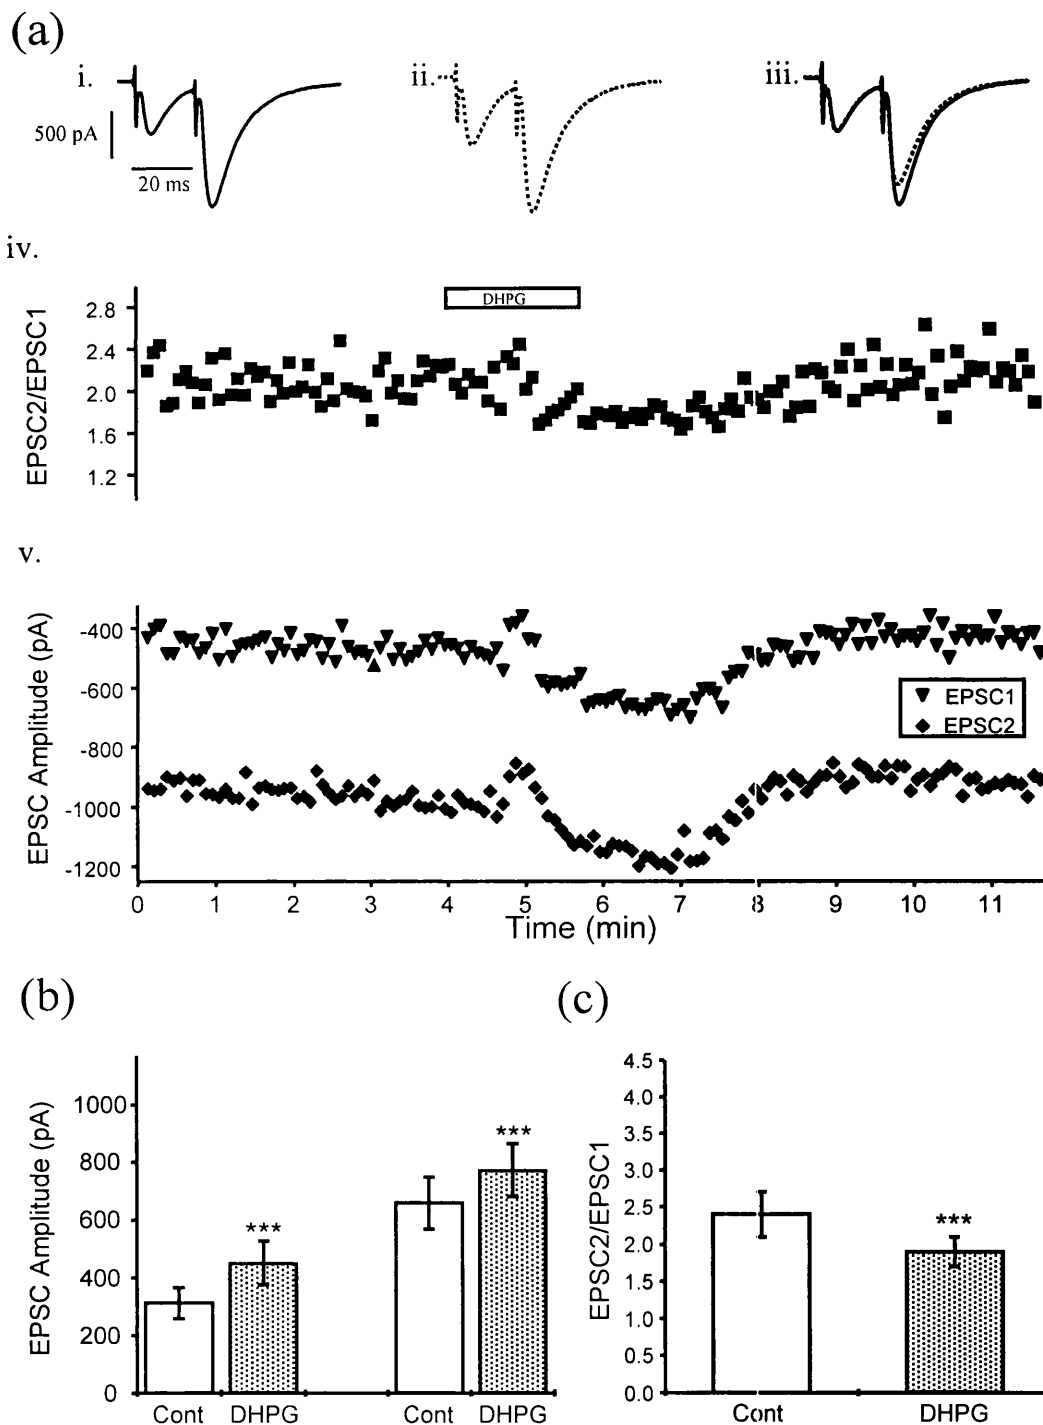 (a)
i.
ii.
iii.
500 pA
20 ms
iv.
EPSC2/EPSC1
2.8
2.4
2.0
1.6
1.2
DHPG
v.
EPSC Amplitude (pA)
-400
-600
-800
-1000
-1200
EPSC1
EPSC2
0 1 2 3 4 5 6 7 8 9 10 11
Time (min)
(b)
EPSC Amplitude (pA)
1000
800
600
400
200
0
***
***
Cont DHPG Cont DHPG
(c)
EPSC2/EPSC1
4.5
4.0
3.5
3.0
2.5
2.0
1.5
1.0
0.5
0.0
***
Cont DHPG